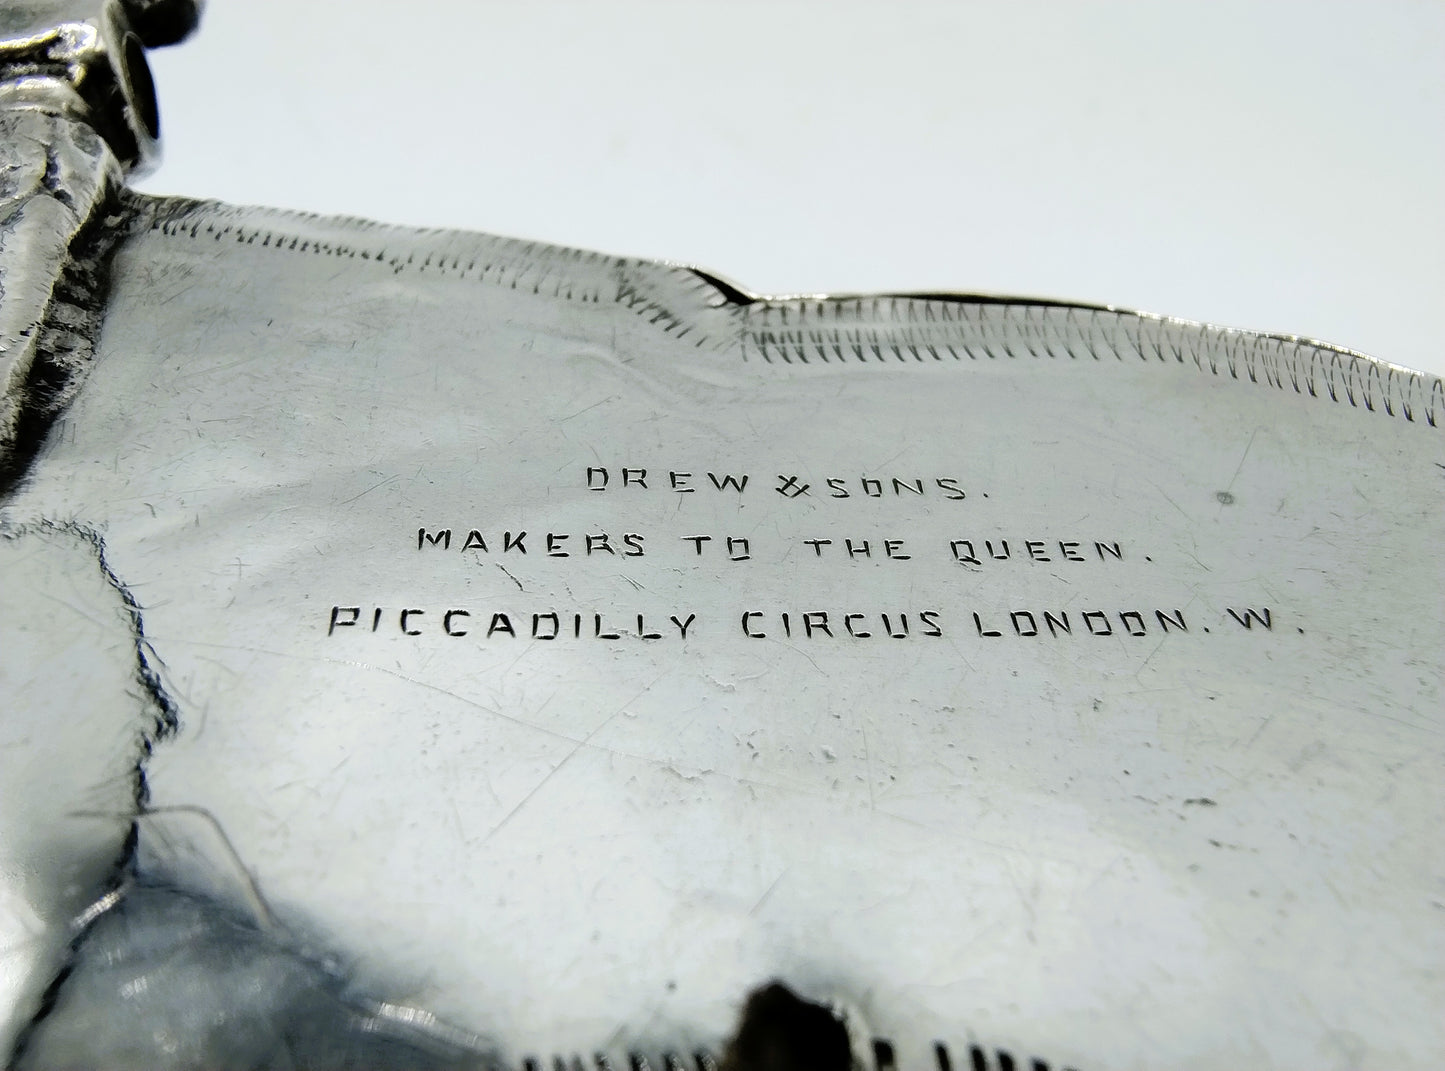 DREW & SONS.
MAKERS TO THE QUEEN.
PICCADILLY CIRCUS LONDON. W.